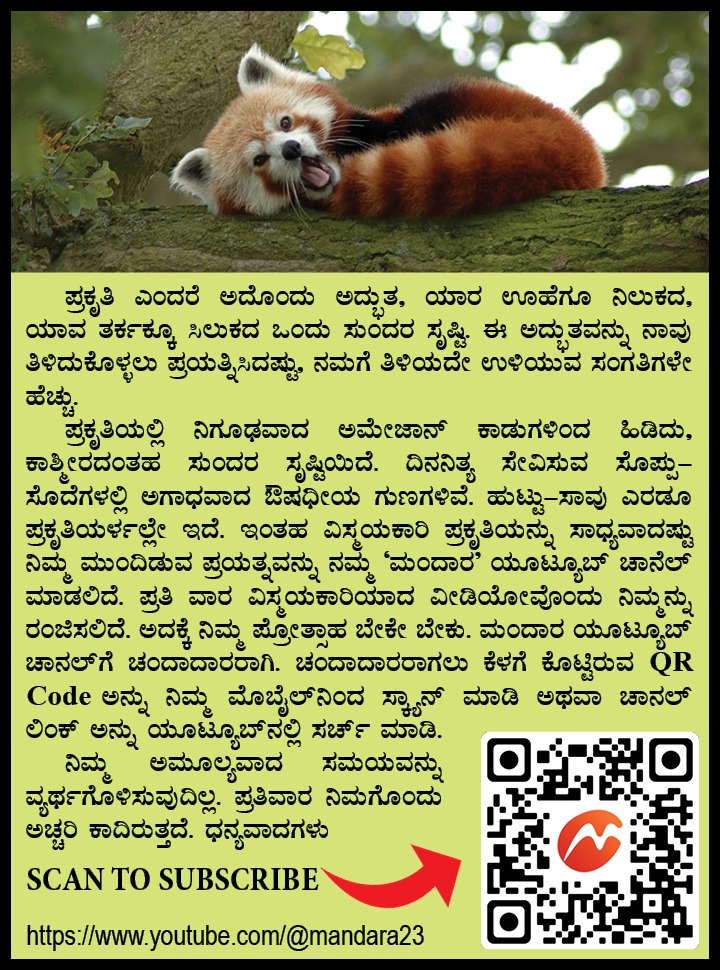 ಪ್ರಕೃತಿ ಎಂದರೆ ಅದೊಂದು ಅದ್ಭುತ, ಯಾರ ಊಹೆಗೂ ನಿಲುಕದ,
ಯಾವ ತರ್ಕಕ್ಕೂ ಸಿಲುಕದ ಒಂದು ಸುಂದರ ಸೃಷ್ಟಿ. ಈ ಅದ್ಭುತವನ್ನು ನಾವು
ತಿಳಿದುಕೊಳ್ಳಲು ಪ್ರಯತ್ನಿಸಿದಷ್ಟು, ನಮಗೆ ತಿಳಿಯದೇ ಉಳಿಯುವ ಸಂಗತಿಗಳೇ
ಹೆಚ್ಚು.
ಪ್ರಕೃತಿಯಲ್ಲಿ ನಿಗೂಢವಾದ ಅಮೇಜಾನ್ ಕಾಡುಗಳಿಂದ ಹಿಡಿದು,
ಕಾಶ್ಮೀರದಂತಹ ಸುಂದರ ಸೃಷ್ಟಿಯಿದೆ. ದಿನನಿತ್ಯ ಸೇವಿಸುವ ಸೊಪ್ಪು–
ಸೊದೆಗಳಲ್ಲಿ ಅಗಾಧವಾದ ಔಷಧೀಯ ಗುಣಗಳಿವೆ. ಹುಟ್ಟು–ಸಾವು ಎರಡೂ
ಪ್ರಕೃತಿಯರ್ಳಲ್ಲೇ ಇದೆ. ಇಂತಹ ವಿಸ್ಮಯಕಾರಿ ಪ್ರಕೃತಿಯನ್ನು ಸಾಧ್ಯವಾದಷ್ಟು
ನಿಮ್ಮ ಮುಂದಿಡುವ ಪ್ರಯತ್ನವನ್ನು ನಮ್ಮ ‘ಮಂದಾರ’ ಯೂಟ್ಯೂಬ್ ಚಾನೆಲ್
ಮಾಡಲಿದೆ. ಪ್ರತಿ ವಾರ ವಿಸ್ಮಯಕಾರಿಯಾದ ವೀಡಿಯೋವೊಂದು ನಿಮ್ಮನ್ನು
ರಂಜಿಸಲಿದೆ. ಅದಕ್ಕೆ ನಿಮ್ಮ ಪ್ರೋತ್ಸಾಹ ಬೇಕೇ ಬೇಕು. ಮಂದಾರ ಯೂಟ್ಯೂಬ್
ಚಾನಲ್‌ಗೆ ಚಂದಾದಾರರಾಗಿ. ಚಂದಾದಾರರಾಗಲು ಕೆಳಗೆ ಕೊಟ್ಟಿರುವ QR
Code ಅನ್ನು ನಿಮ್ಮ ಮೊಬೈಲ್‌ನಿಂದ ಸ್ಕ್ಯಾನ್ ಮಾಡಿ ಅಥವಾ ಚಾನಲ್
ಲಿಂಕ್ ಅನ್ನು ಯೂಟ್ಯೂಬ್‌ನಲ್ಲಿ ಸರ್ಚ್ ಮಾಡಿ.
ನಿಮ್ಮ ಅಮೂಲ್ಯವಾದ ಸಮಯವನ್ನು
ವ್ಯರ್ಥಗೊಳಿಸುವುದಿಲ್ಲ. ಪ್ರತಿವಾರ ನಿಮಗೊಂದು
ಅಚ್ಚರಿ ಕಾದಿರುತ್ತದೆ. ಧನ್ಯವಾದಗಳು
SCAN TO SUBSCRIBE
https://www.youtube.com/@mandara23